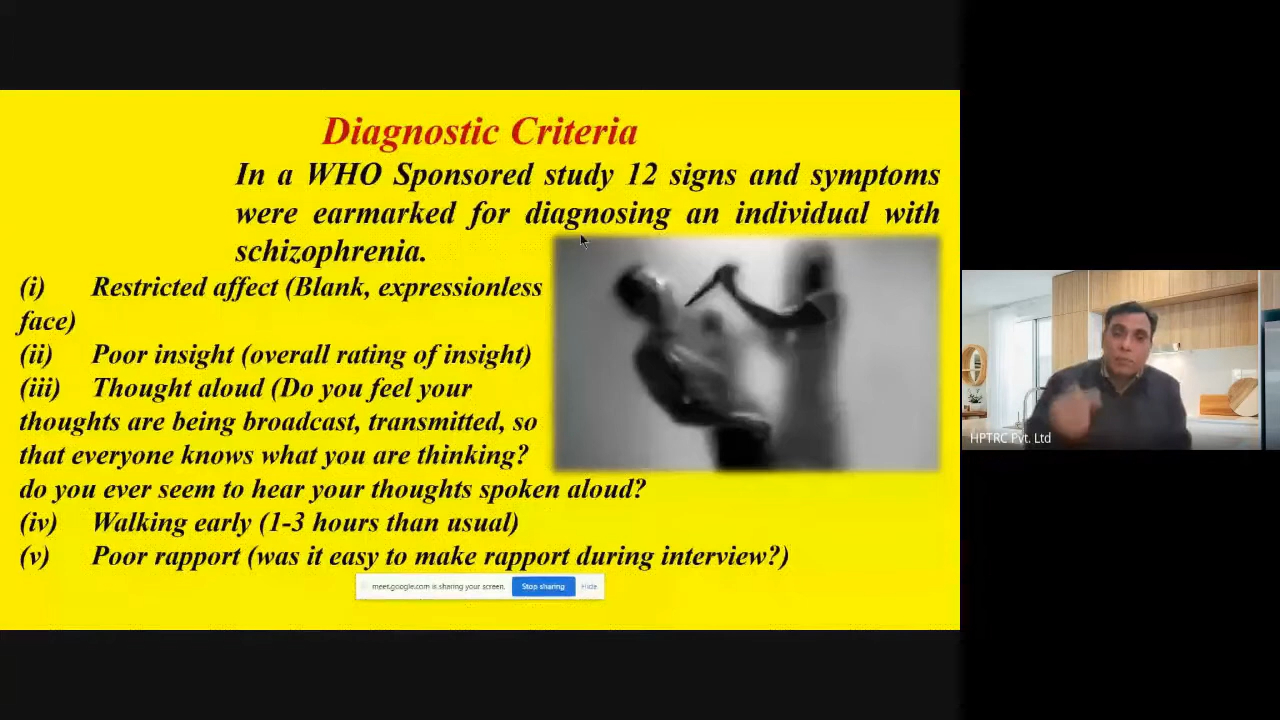 Diagnostic Criteria
In a WHO Sponsored study 12 signs and symptoms
were earmarked for diagnosing an individual with
schizophrenia.
(i) Restricted affect (Blank, expressionless
face)
(ii) Poor insight (overall rating of insight)
(iii) Thought aloud (Do you feel your
thoughts are being broadcast, transmitted, so
that everyone knows what you are thinking?
do you ever seem to hear your thoughts spoken aloud?
(iv) Walking early (1-3 hours than usual)
(v) Poor rapport (was it easy to make rapport during interview?)
meet.google.com is sharing your screen. Stop sharing Hide
HPTRC Pvt. Ltd